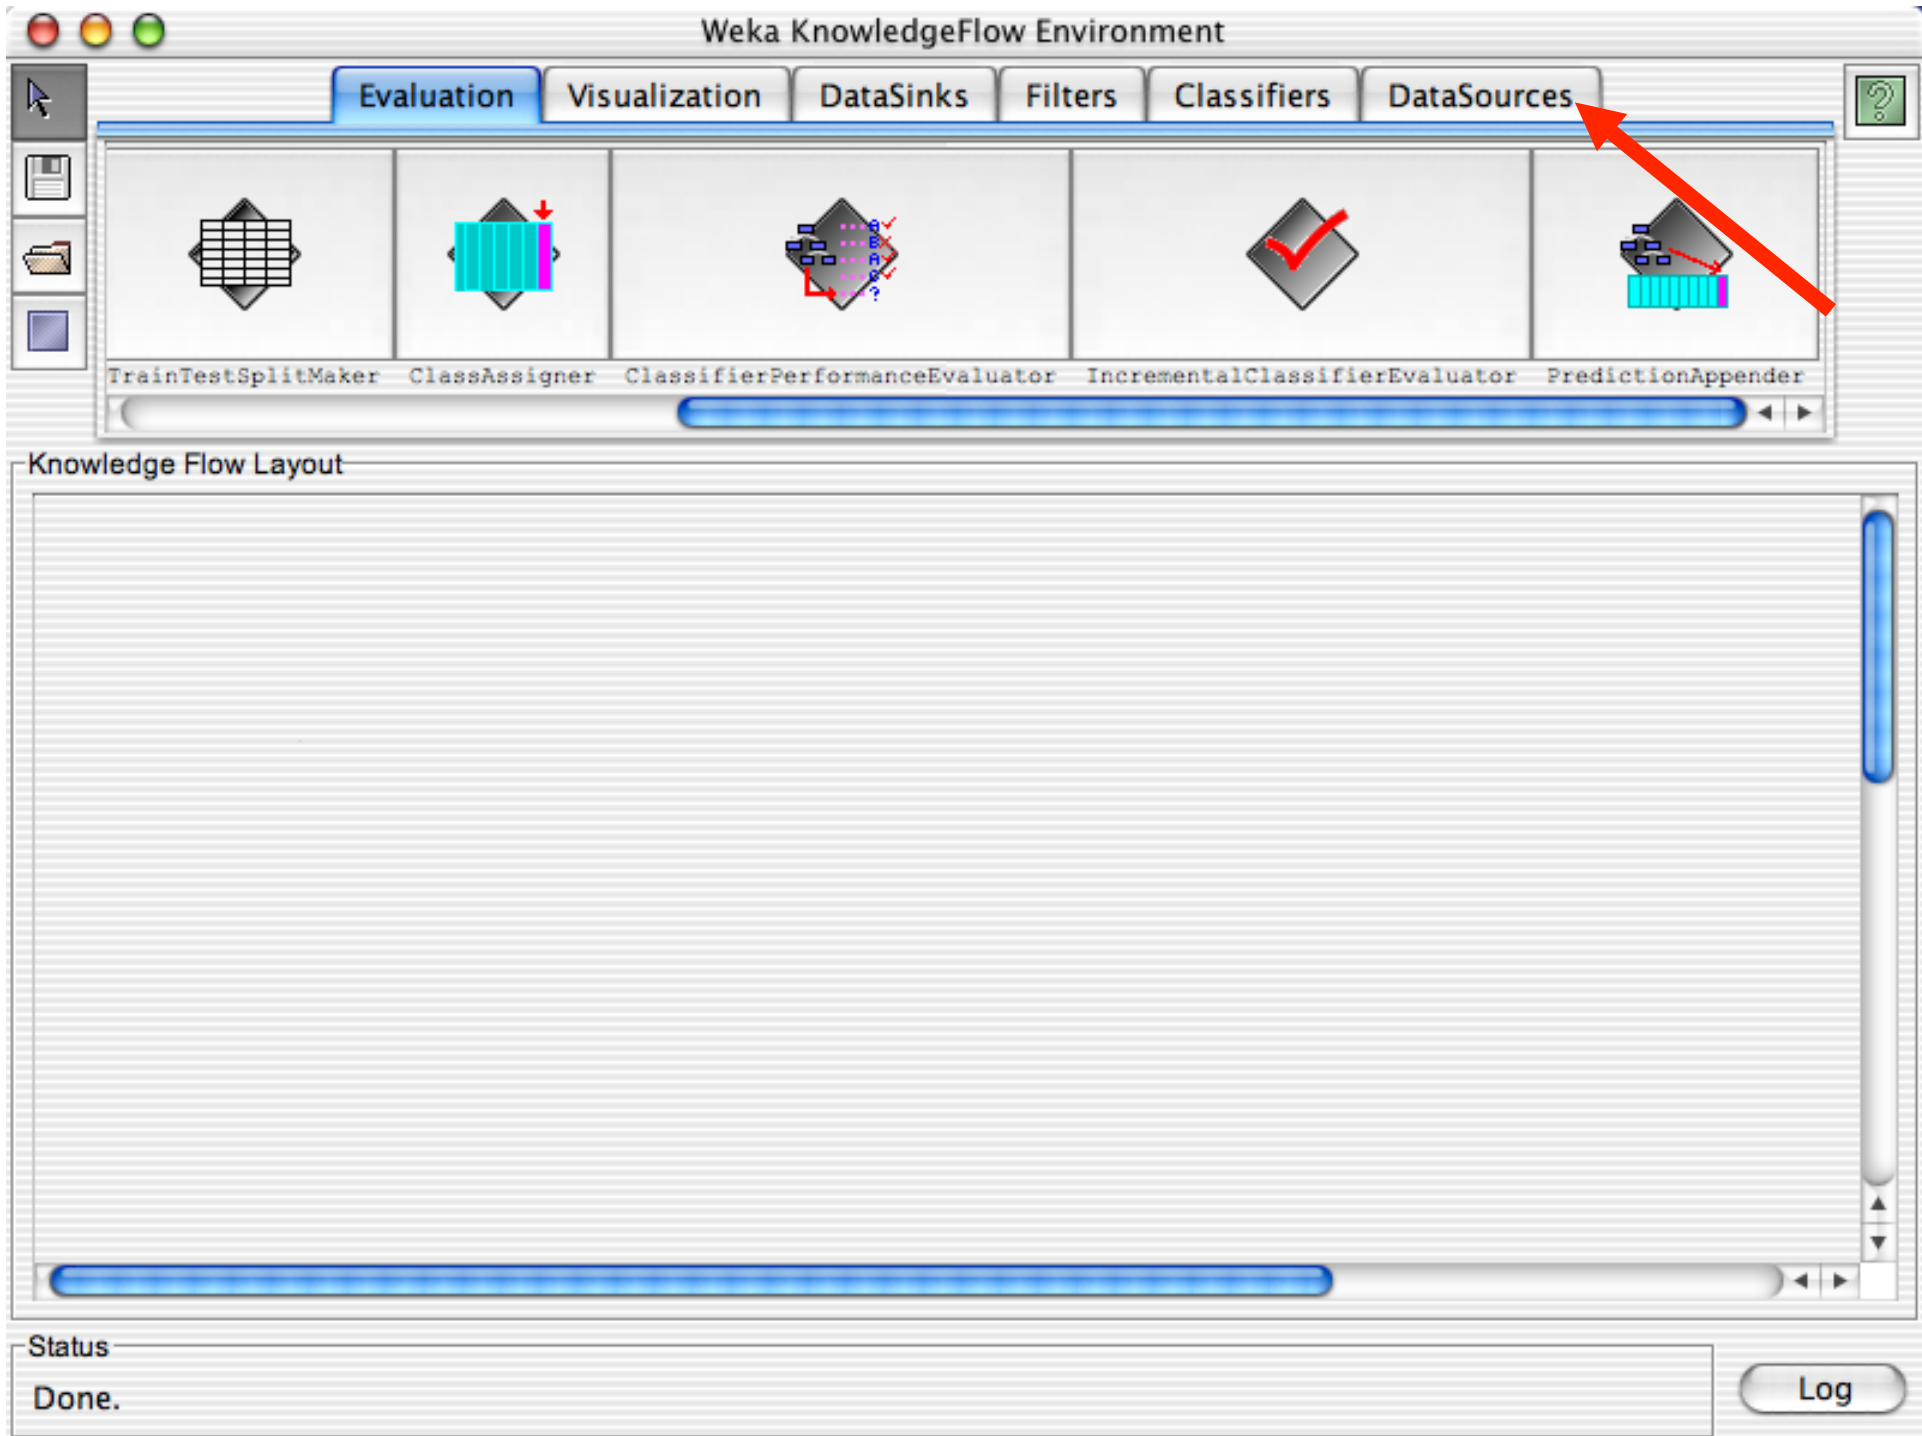 Weka KnowledgeFlow Environment
Evaluation Visualization DataSinks Filters Classifiers DataSources
?
A
B
A
C
?
TrainTestSplitMaker ClassAssigner ClassifierPerformanceEvaluator IncrementalClassifierEvaluator PredictionAppender
Knowledge Flow Layout
Status
Done.
Log